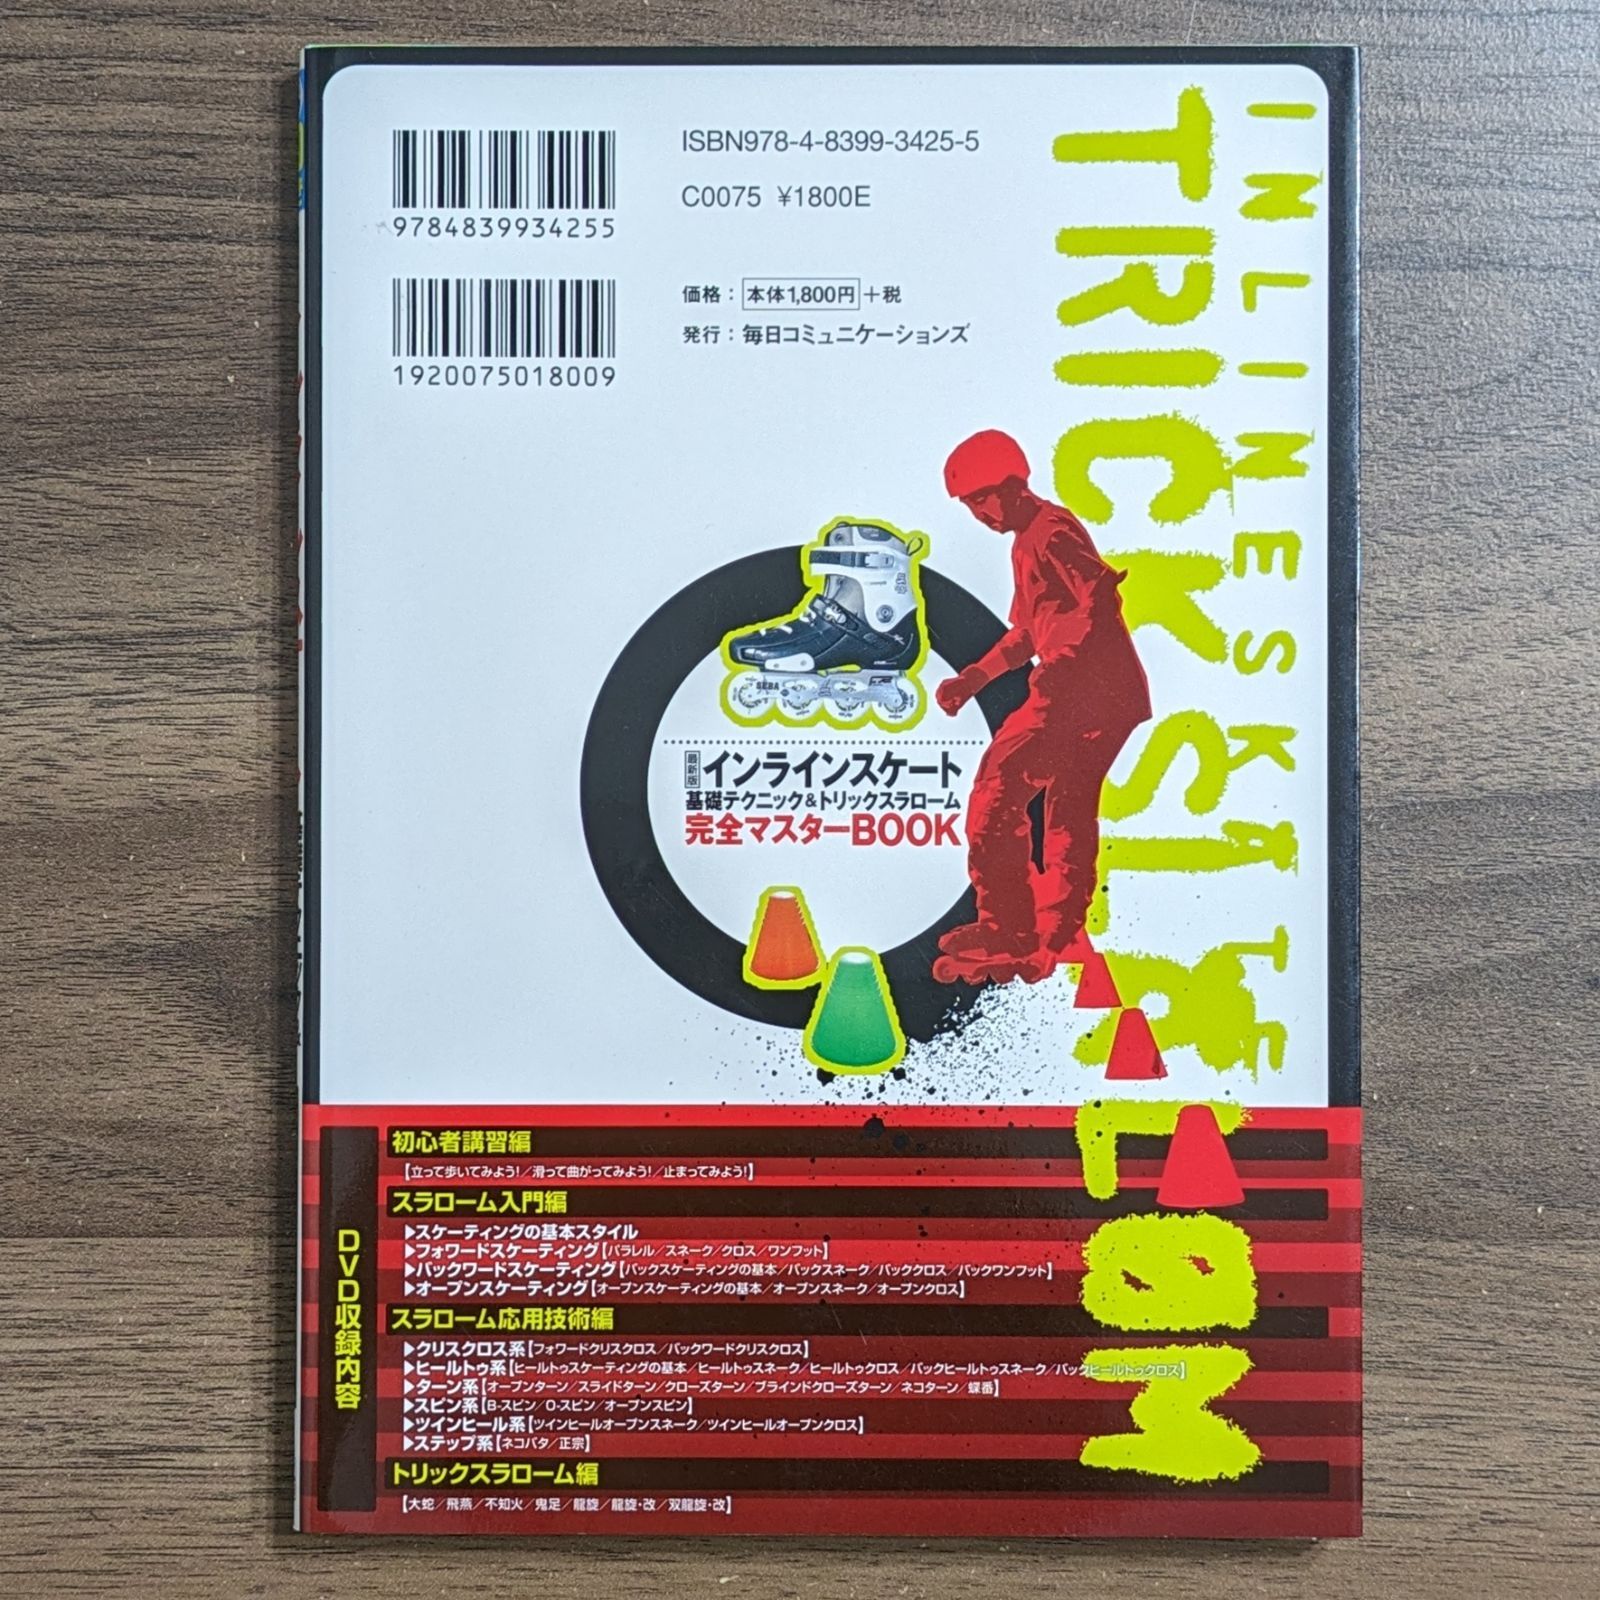 ISBN978-4-8399-3425-5
C0075 ¥1800E
9784839934255
1920075018009
価格：本体1,800円＋税
発行：毎日コミュニケーションズ
INLINE SKATE
TRICK SLALOM
SEBA
最新版
インラインスケート
基礎テクニック&トリックスラローム
完全マスターBOOK
DVD収録内容
初心者講習編
【立って歩いてみよう!／滑って曲がってみよう!／止まってみよう!】
スラローム入門編
▶スケーティングの基本スタイル
▶フォワードスケーティング【パラレル／スネーク／クロス／ワンフット】
▶バックワードスケーティング【バックスケーティングの基本／バックスネーク／バッククロス／バックワンフット】
▶オープンスケーティング【オープンスケーティングの基本／オープンスネーク／オープンクロス】
スラローム応用技術編
▶クリスクロス系【フォワードクリスクロス／バックワードクリスクロス】
▶ヒールトゥ系【ヒールトゥスケーティングの基本／ヒールトゥスネーク／ヒールトゥクロス／バックヒールトゥスネーク／バックヒールトゥクロス】
▶ターン系【オープンターン／スライドターン／クローズターン／ブラインドクローズターン／ネコターン／蝶番】
▶スピン系【B-スピン／O-スピン／オープンスピン】
▶ツインヒール系【ツインヒールオープンスネーク／ツインヒールオープンクロス】
▶ステップ系【ネコバタ／正宗】
トリックスラローム編
【大蛇／飛燕／不知火／鬼足／龍旋／龍旋・改／双龍旋・改】